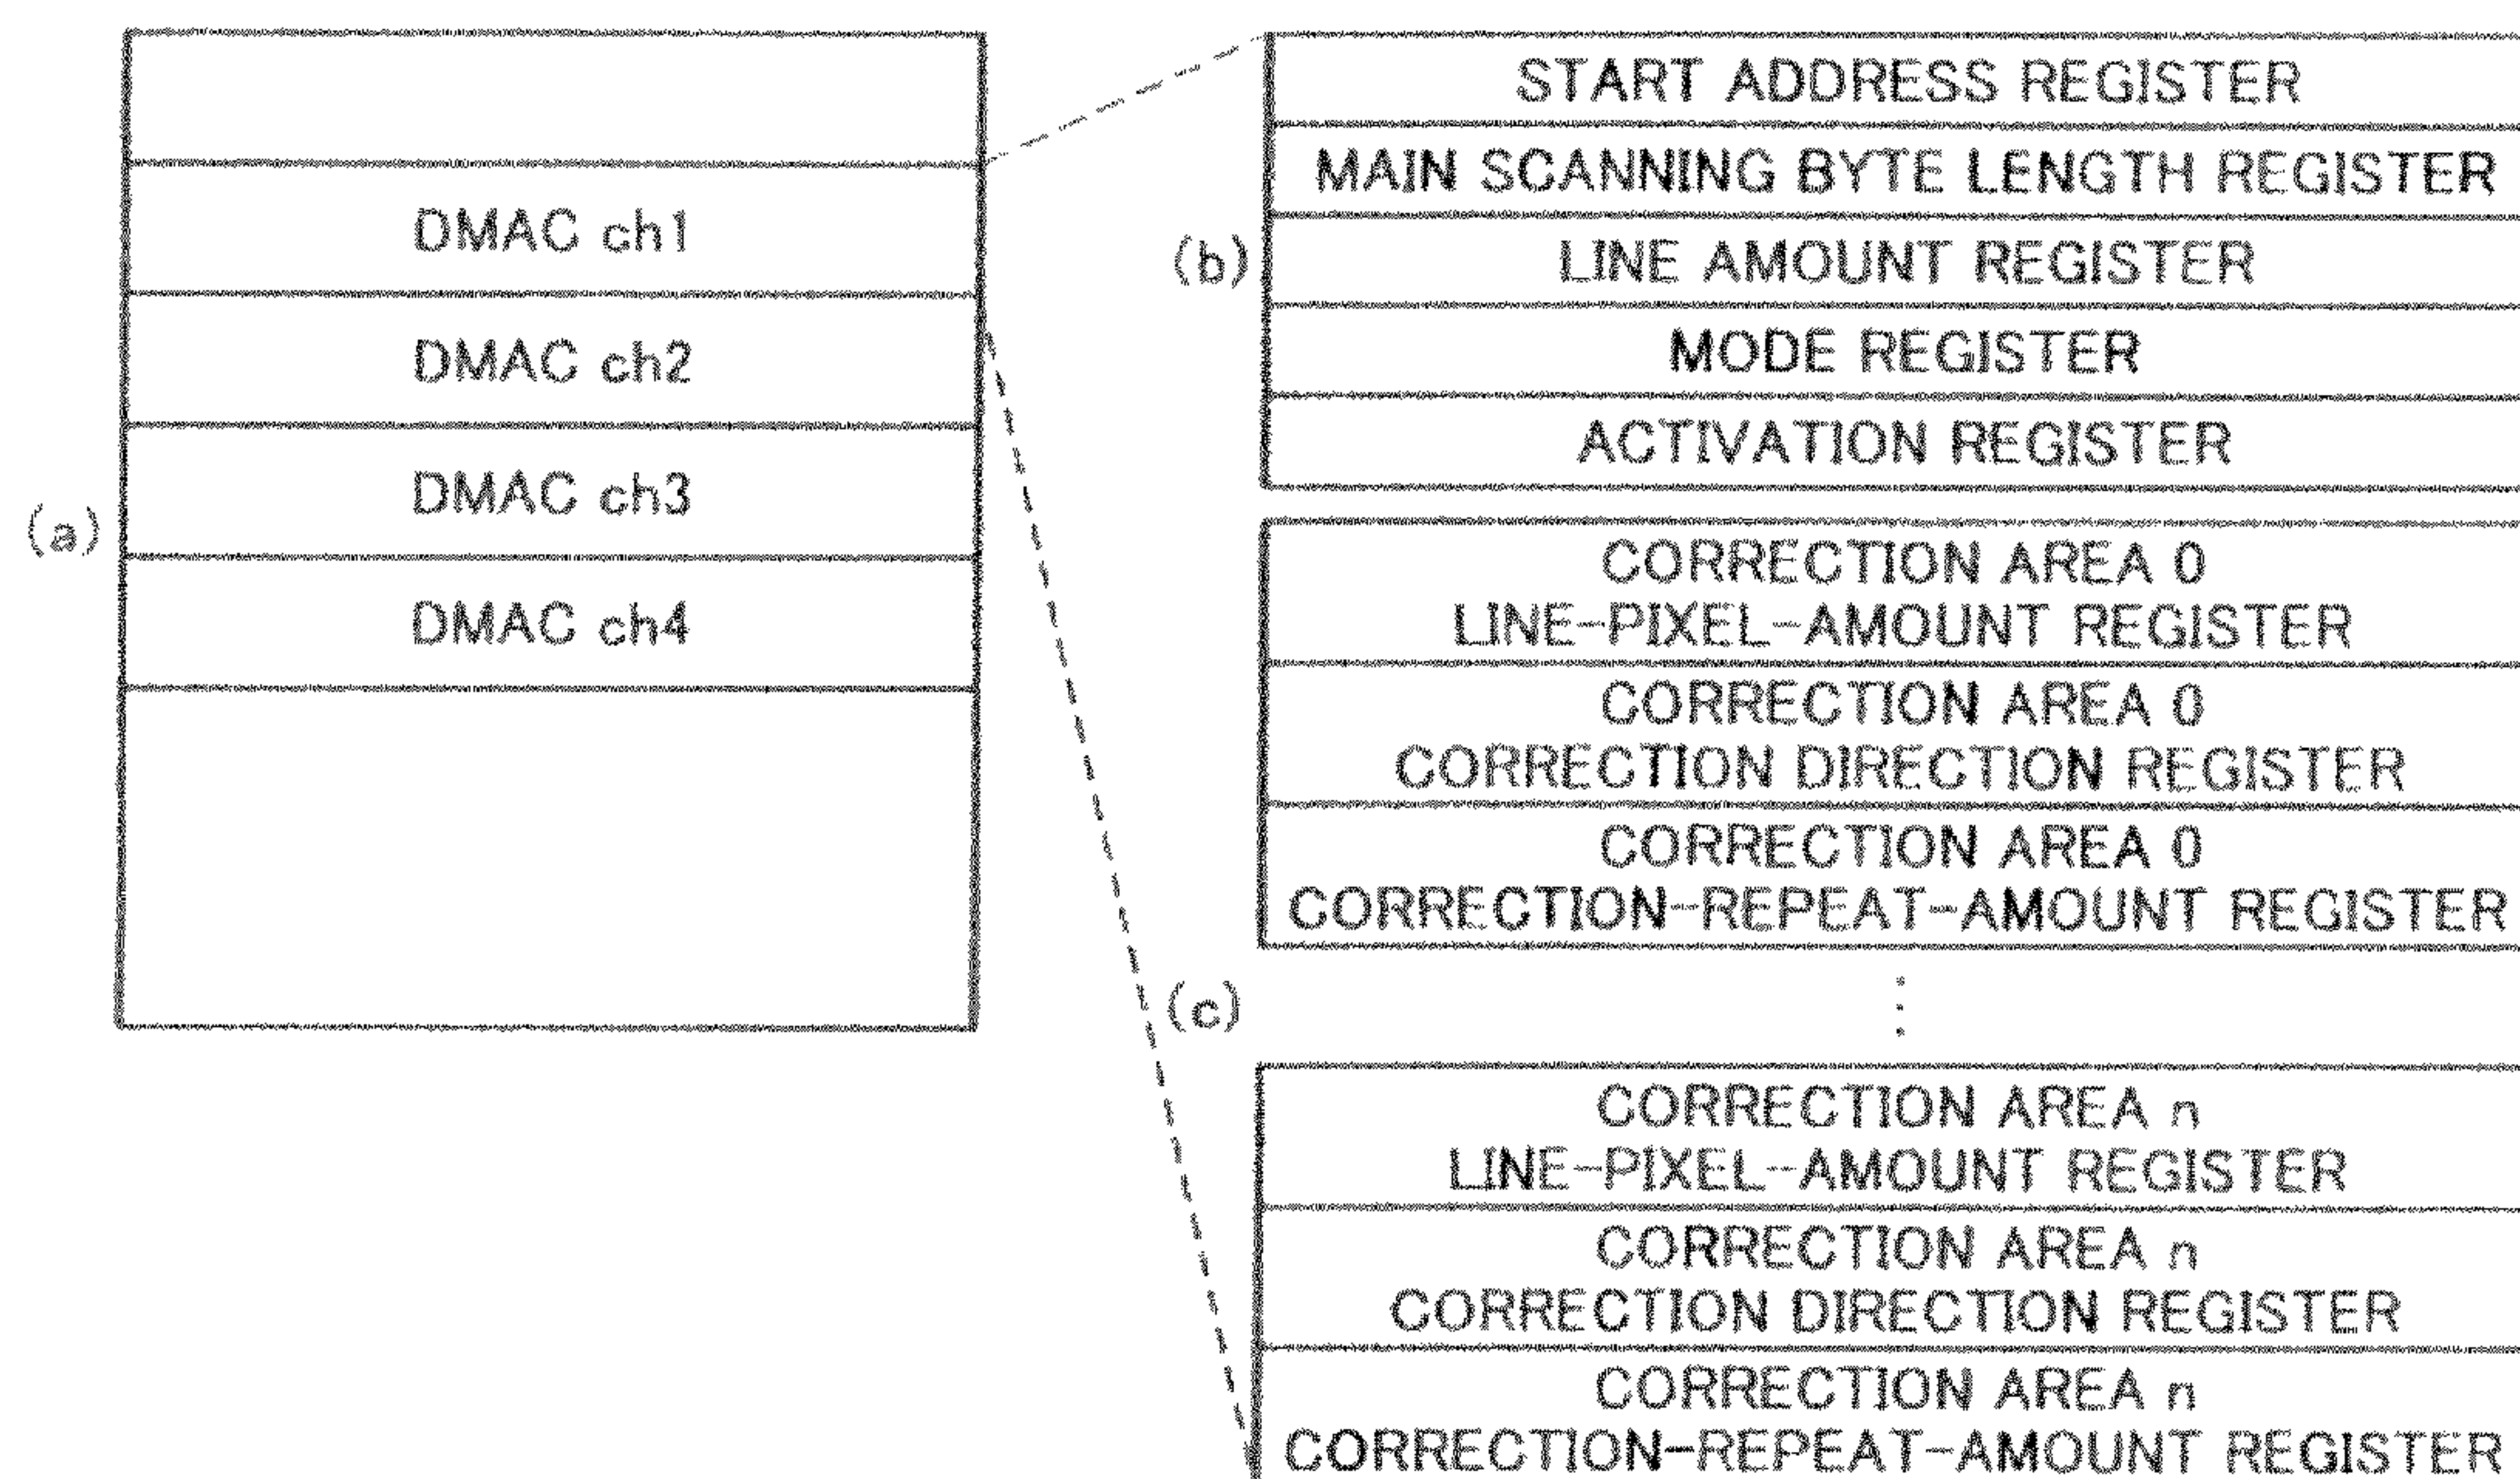 (a)
DMAC ch1
DMAC ch2
DMAC ch3
DMAC ch4
(b)
START ADDRESS REGISTER
MAIN SCANNING BYTE LENGTH REGISTER
LINE AMOUNT REGISTER
MODE REGISTER
ACTIVATION REGISTER
(c)
CORRECTION AREA 0
LINE-PIXEL-AMOUNT REGISTER
CORRECTION AREA 0
CORRECTION DIRECTION REGISTER
CORRECTION AREA 0
CORRECTION-REPEAT-AMOUNT REGISTER
⋮
CORRECTION AREA n
LINE-PIXEL-AMOUNT REGISTER
CORRECTION AREA n
CORRECTION DIRECTION REGISTER
CORRECTION AREA n
CORRECTION-REPEAT-AMOUNT REGISTER